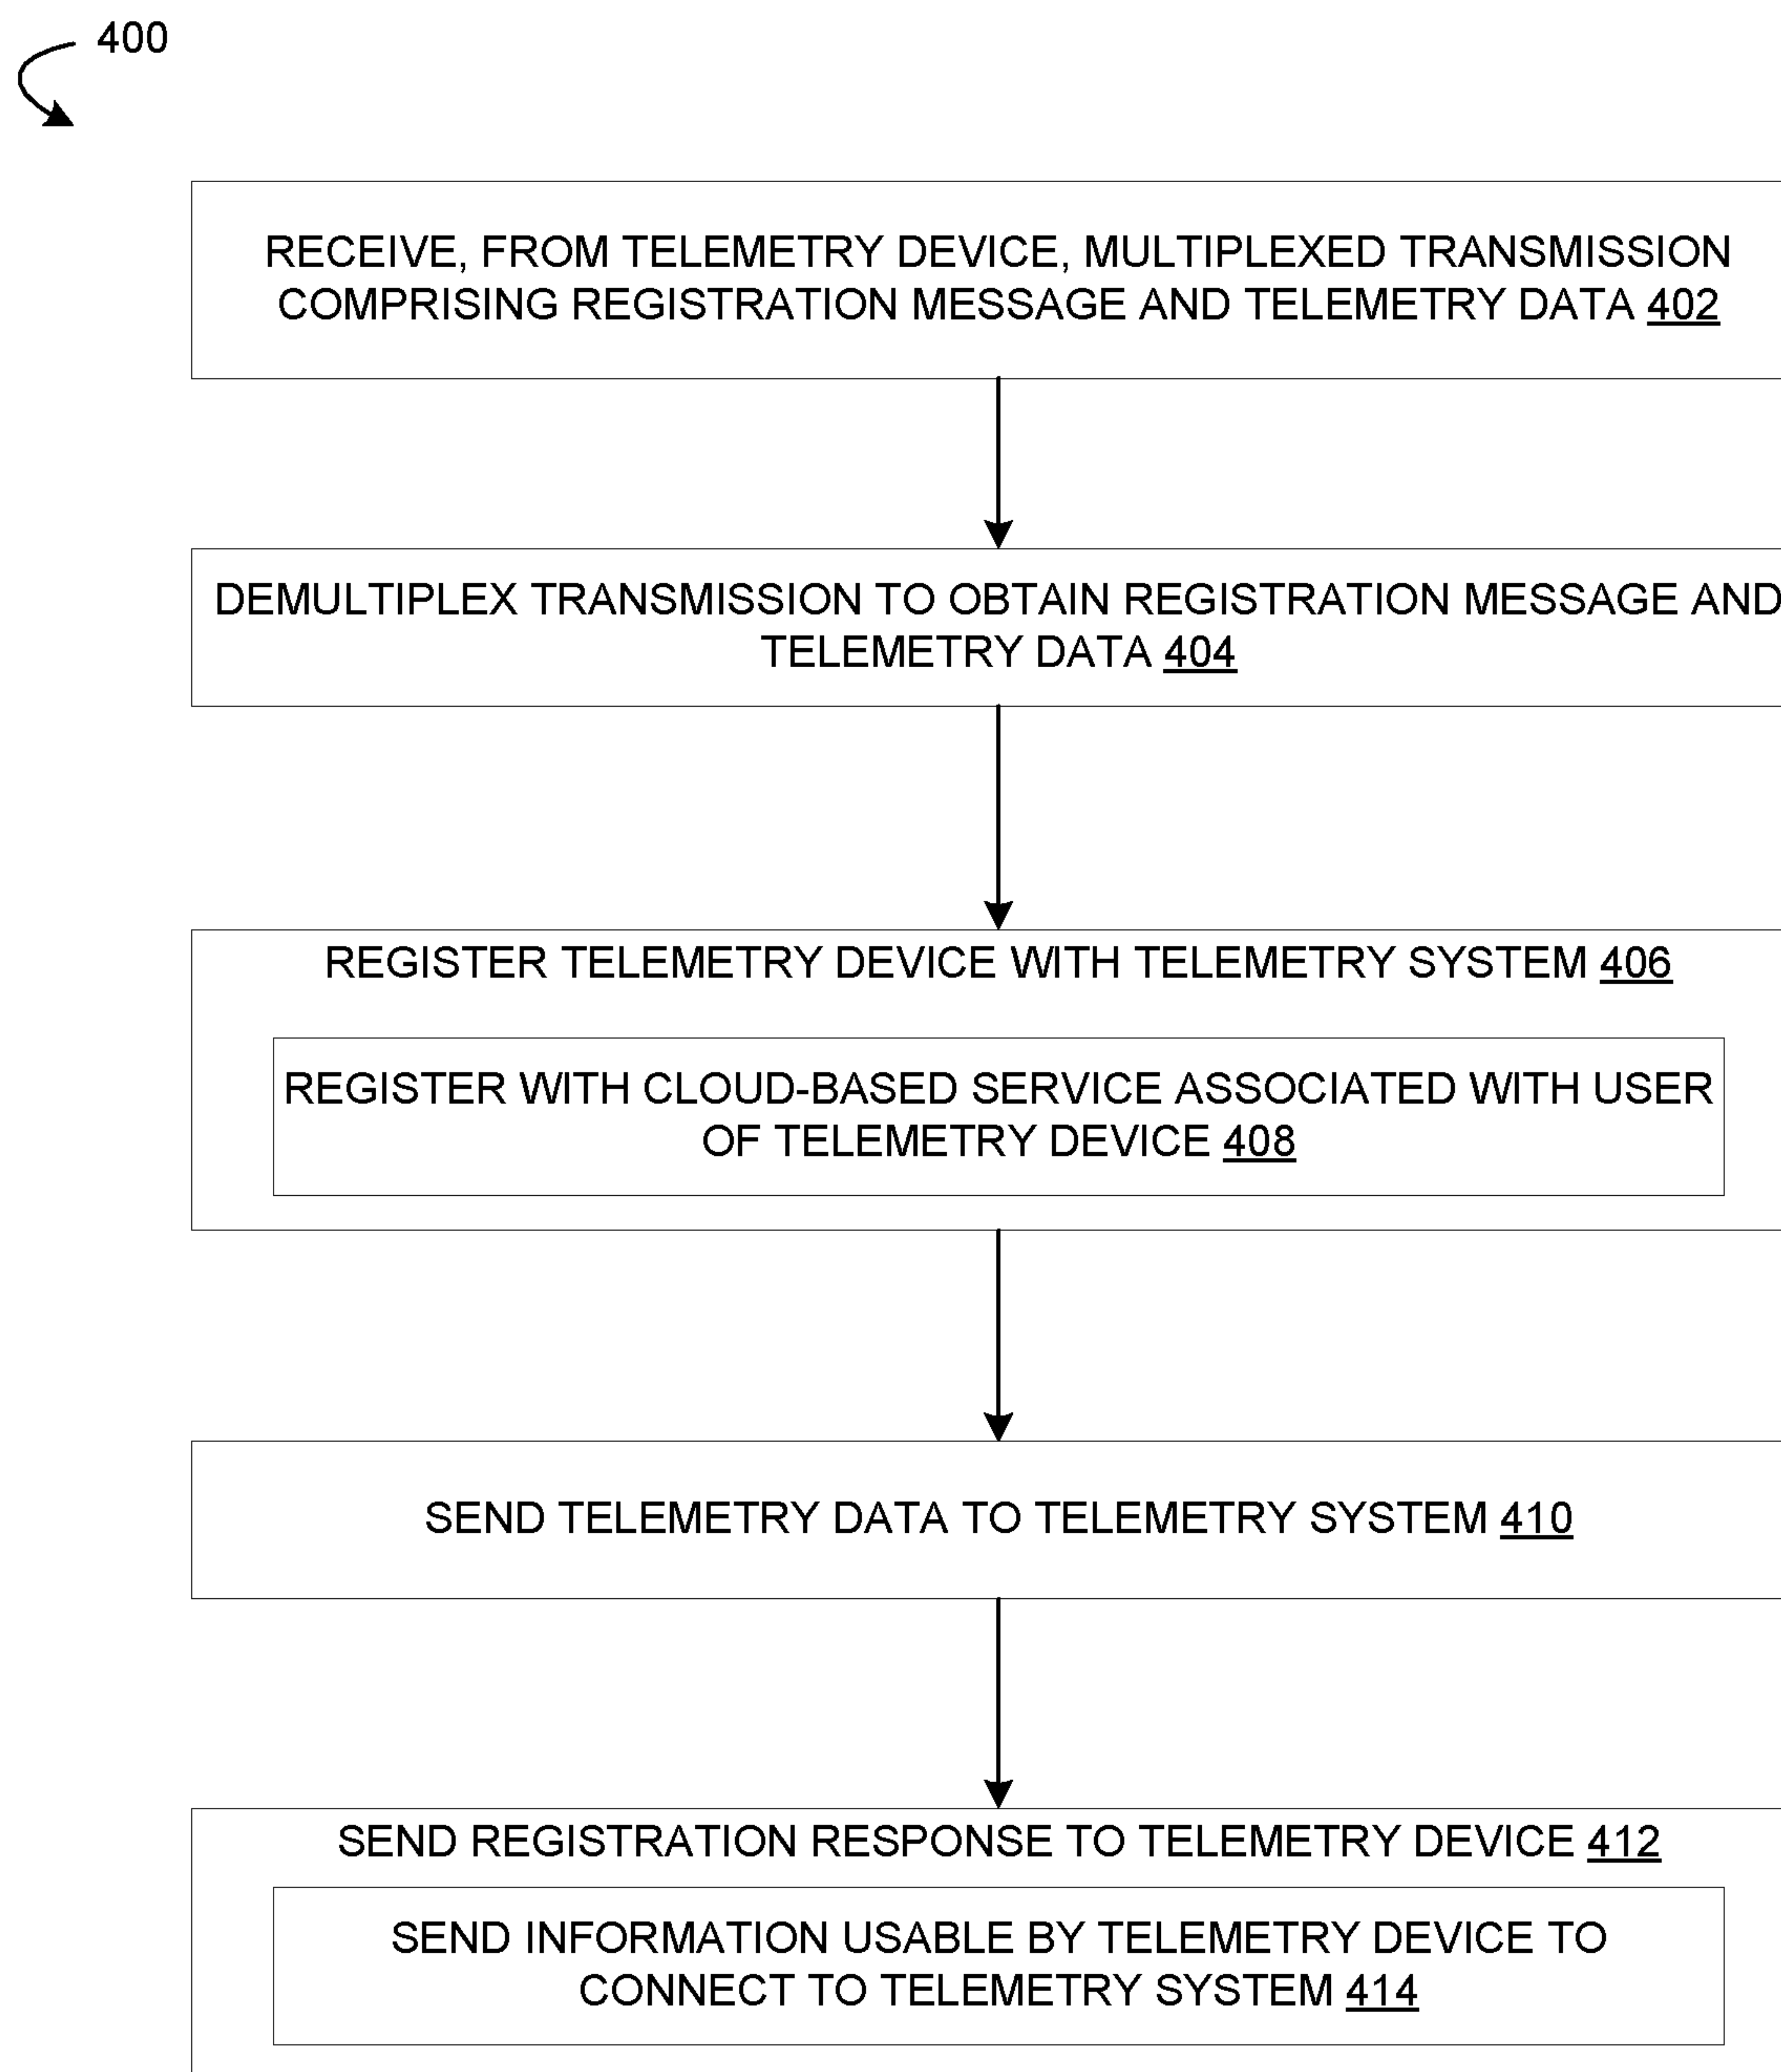 400
RECEIVE, FROM TELEMETRY DEVICE, MULTIPLEXED TRANSMISSION
COMPRISING REGISTRATION MESSAGE AND TELEMETRY DATA 402
DEMULTIPLEX TRANSMISSION TO OBTAIN REGISTRATION MESSAGE AND
TELEMETRY DATA 404
REGISTER TELEMETRY DEVICE WITH TELEMETRY SYSTEM 406
REGISTER WITH CLOUD-BASED SERVICE ASSOCIATED WITH USER
OF TELEMETRY DEVICE 408
SEND TELEMETRY DATA TO TELEMETRY SYSTEM 410
SEND REGISTRATION RESPONSE TO TELEMETRY DEVICE 412
SEND INFORMATION USABLE BY TELEMETRY DEVICE TO
CONNECT TO TELEMETRY SYSTEM 414